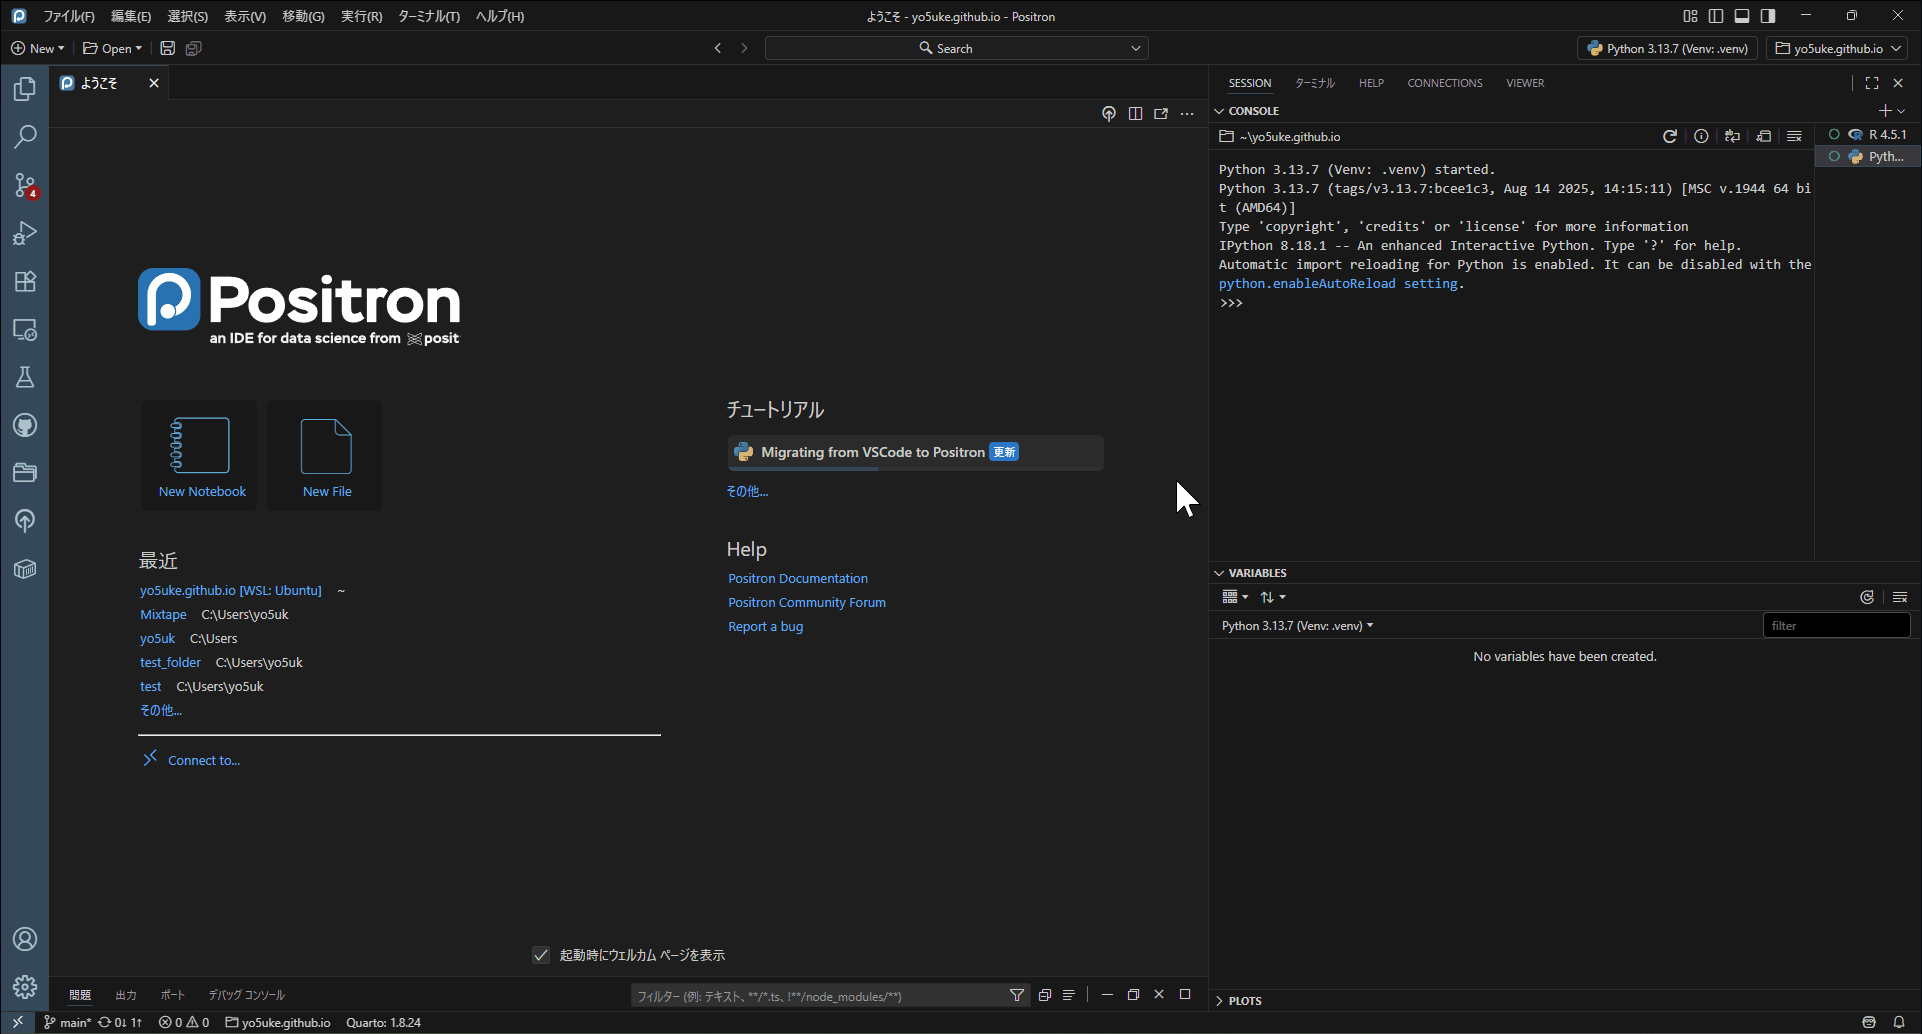 ファイル(F) 編集(E) 選択(S) 表示(V) 移動(G) 実行(R) ターミナル(T) ヘルプ(H) ようこそ - yo5uke.github.io - Positron
New Open Search Python 3.13.7 (Venv: .venv) yo5uke.github.io
ようこそ
SESSION ターミナル HELP CONNECTIONS VIEWER
CONSOLE
~\yo5uke.github.io
R 4.5.1
Pyth...
Python 3.13.7 (Venv: .venv) started.
Python 3.13.7 (tags/v3.13.7:bcee1c3, Aug 14 2025, 14:15:11) [MSC v.1944 64 bi
t (AMD64)]
Type 'copyright', 'credits' or 'license' for more information
IPython 8.18.1 -- An enhanced Interactive Python. Type '?' for help.
Automatic import reloading for Python is enabled. It can be disabled with the
python.enableAutoReload setting.
>>>
4
Positron
an IDE for data science from posit
New Notebook
New File
最近
yo5uke.github.io [WSL: Ubuntu] ~
Mixtape C:\Users\yo5uk
yo5uk C:\Users
test_folder C:\Users\yo5uk
test C:\Users\yo5uk
その他...
Connect to...
チュートリアル
Migrating from VSCode to Positron 更新
その他...
Help
Positron Documentation
Positron Community Forum
Report a bug
起動時にウェルカム ページを表示
VARIABLES
Python 3.13.7 (Venv: .venv)
filter
No variables have been created.
PLOTS
問題 出力 ポート デバッグ コンソール フィルター (例: テキスト、**/*.ts、!**/node_modules/**)
main* 0↓ 1↑ 0 0 yo5uke.github.io Quarto: 1.8.24